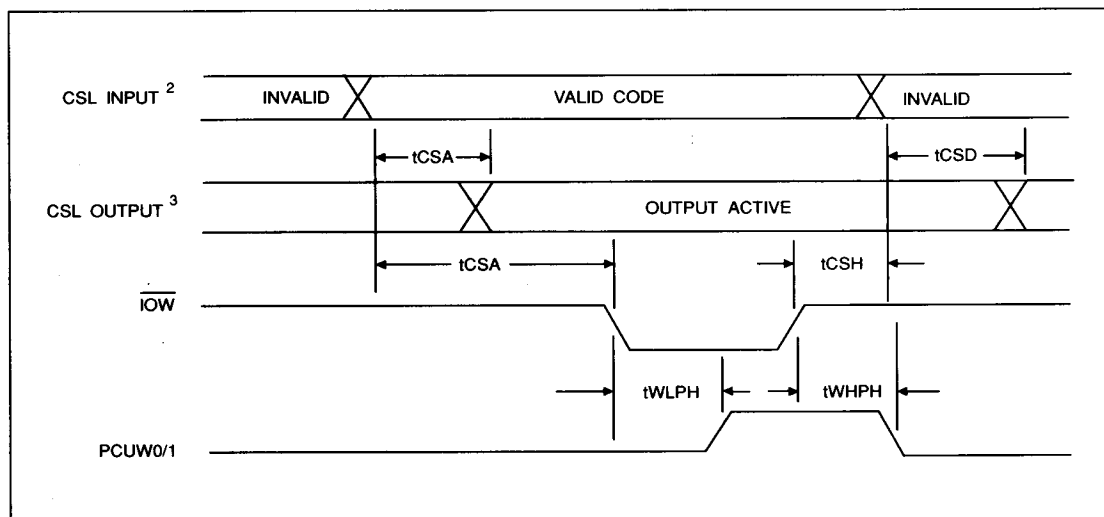 CSL INPUT 2 INVALID VALID CODE INVALID
tCSA tCSD
CSL OUTPUT 3 OUTPUT ACTIVE
tCSA tCSH
IOW
tWLPH tWHPH
PCUW0/1